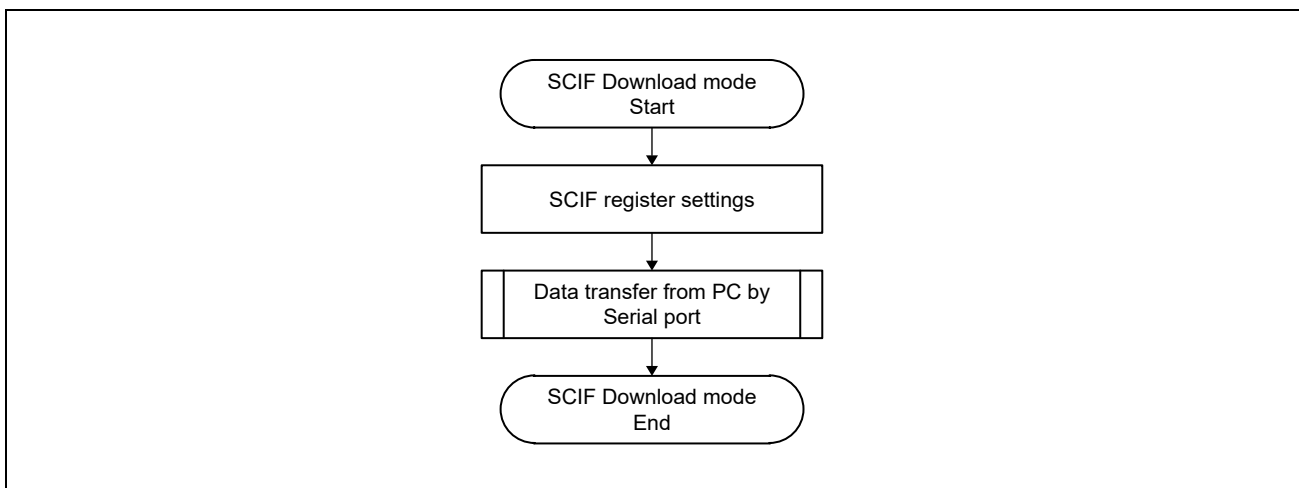 SCIF Download mode
Start
SCIF register settings
Data transfer from PC by
Serial port
SCIF Download mode
End